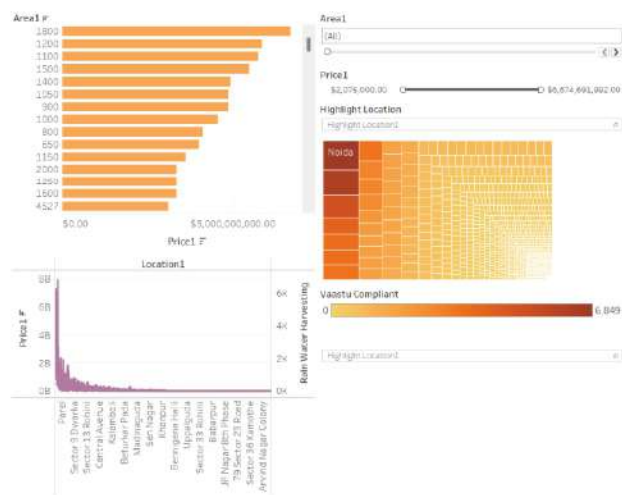 Area1
1800
1200
1100
1500
1400
1050
900
1000
800
650
1150
2000
1250
1600
4527
$0.00
$5,000,000,000.00
Price1
Location1
Price1
8B
6B
4B
2B
0B
6K
4K
2K
0K
Rain Water Harvesting
Parel
Sector 9 Dwarka
Sector 13 Rohini
Central Avenue
Kalamboli
Beturkar Pada
Madinaguda
Sen Nagar
Khanpur
Uppalguda
Sector 33 Rohini
Babarpur
JP Nagar 8th Phase
79 Sector 25 Road
Sector 36 Kamothe
Arvind Nagar Colony
Area1
(All)
Price1
$2,076,000.00
$6,674,691,992.00
Highlight Location
Highlight Location1
Noida
Vaastu Compliant
0
6,849
Highlight Location1